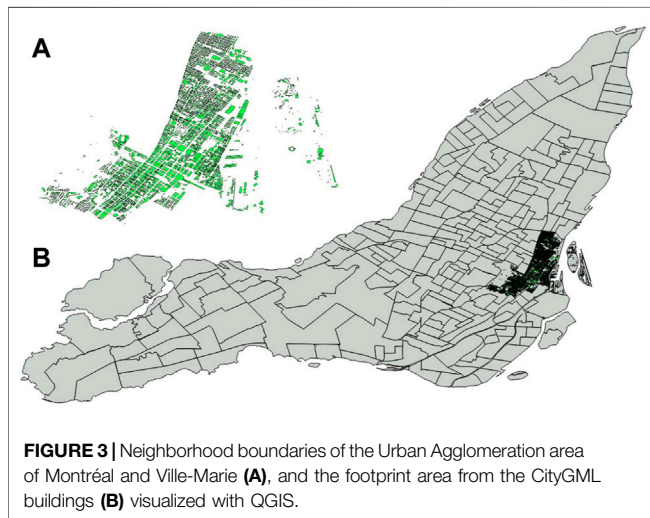 A
B
FIGURE 3 | Neighborhood boundaries of the Urban Agglomeration area
of Montréal and Ville-Marie (A), and the footprint area from the CityGML
buildings (B) visualized with QGIS.